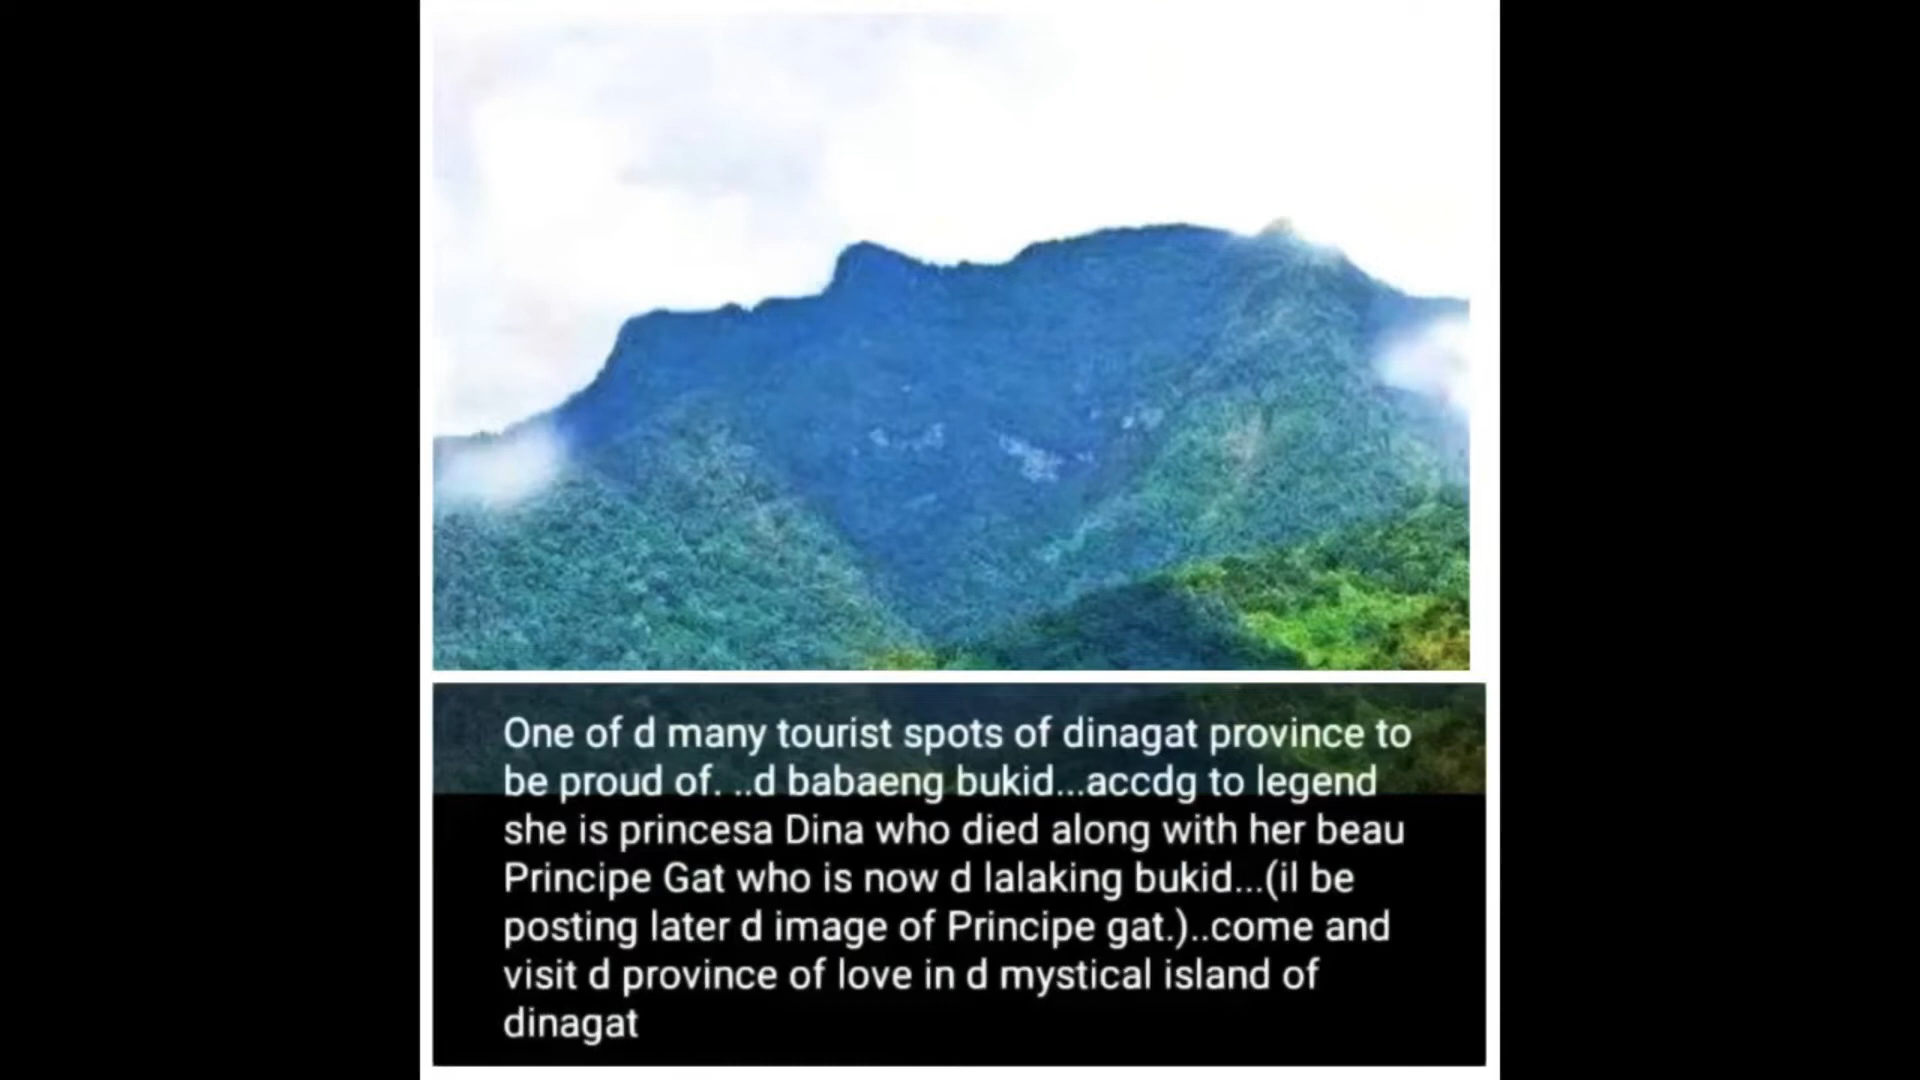 One of d many tourist spots of dinagat province to
be proud of. ..d babaeng bukid...accdg to legend
she is princesa Dina who died along with her beau
Principe Gat who is now d lalaking bukid...(il be
posting later d image of Principe gat.)..come and
visit d province of love in d mystical island of
dinagat